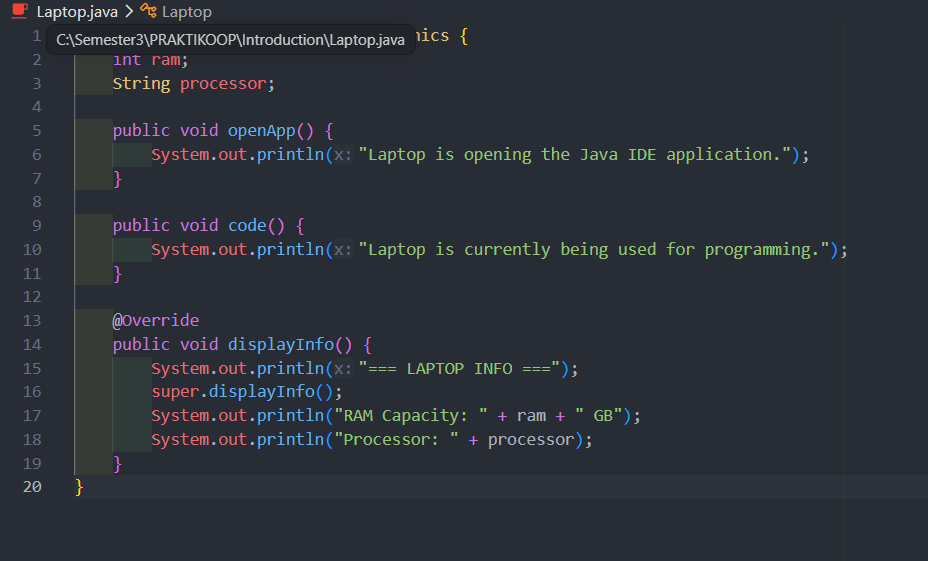 Laptop.java > Laptop
1 ics {
C:\Semester3\PRAKTIKOOP\Introduction\Laptop.java
2 int ram;
3 String processor;
4
5 public void openApp() {
6 System.out.println(x: "Laptop is opening the Java IDE application.");
7 }
8
9 public void code() {
10 System.out.println(x: "Laptop is currently being used for programming.");
11 }
12
13 @Override
14 public void displayInfo() {
15 System.out.println(x: "=== LAPTOP INFO ===");
16 super.displayInfo();
17 System.out.println("RAM Capacity: " + ram + " GB");
18 System.out.println("Processor: " + processor);
19 }
20 }